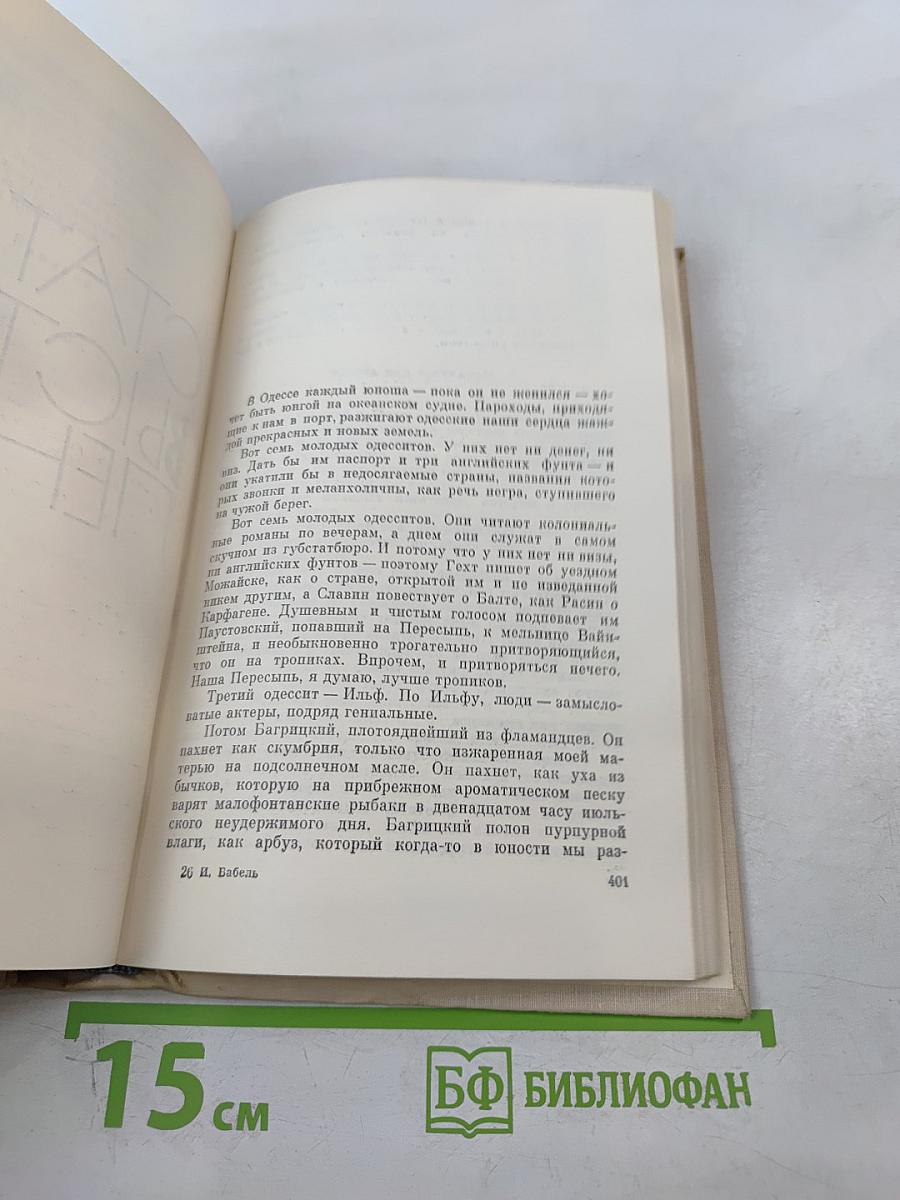 В Одессе каждый юноша — пока он не женился — хо-
чет быть юнгой на океанском судне. Пароходы, приходя-
щие к нам в порт, разжигают одесские наши сердца жаж-
дой прекрасных и новых земель.
Вот семь молодых одесситов. У них нет ни денег, ни
виз. Дать бы им паспорт и три английских фунта — и
они укатили бы в недосягаемые страны, названия кото-
рых звонки и меланхоличны, как речь негра, ступившего
на чужой берег.
Вот семь молодых одесситов. Они читают колониаль-
ные романы по вечерам, а днем они служат в самом
скучном из губстатбюро. И потому что у них нет ни визы,
ни английских фунтов — поэтому Гехт пишет об уездном
Можайске, как о стране, открытой им и не изведанной
никем другим, а Славин повествует о Балте, как Расин о
Карфагене. Душевным и чистым голосом подпевает им
Паустовский, попавший на Пересыпь, к мельнице Вайн-
штейна, и необыкновенно трогательно притворяющийся,
что он на тропиках. Впрочем, и притворяться нечего.
Наша Пересыпь, я думаю, лучше тропиков.
Третий одессит — Ильф. По Ильфу, люди — замысло-
ватые актеры, подряд гениальные.
Потом Багрицкий, плотояднейший из фламандцев. Он
пахнет как скумбрия, только что изжаренная моей ма-
терью на подсолнечном масле. Он пахнет, как уха из
бычков, которую на прибрежном ароматическом песку
варят малофонтанские рыбаки в двенадцатом часу июль-
ского неудержимого дня. Багрицкий полон пурпурной
влаги, как арбуз, который когда-то в юности мы раз-
26 И. Бабель
401
15 см
БФ БИБЛИОФАН